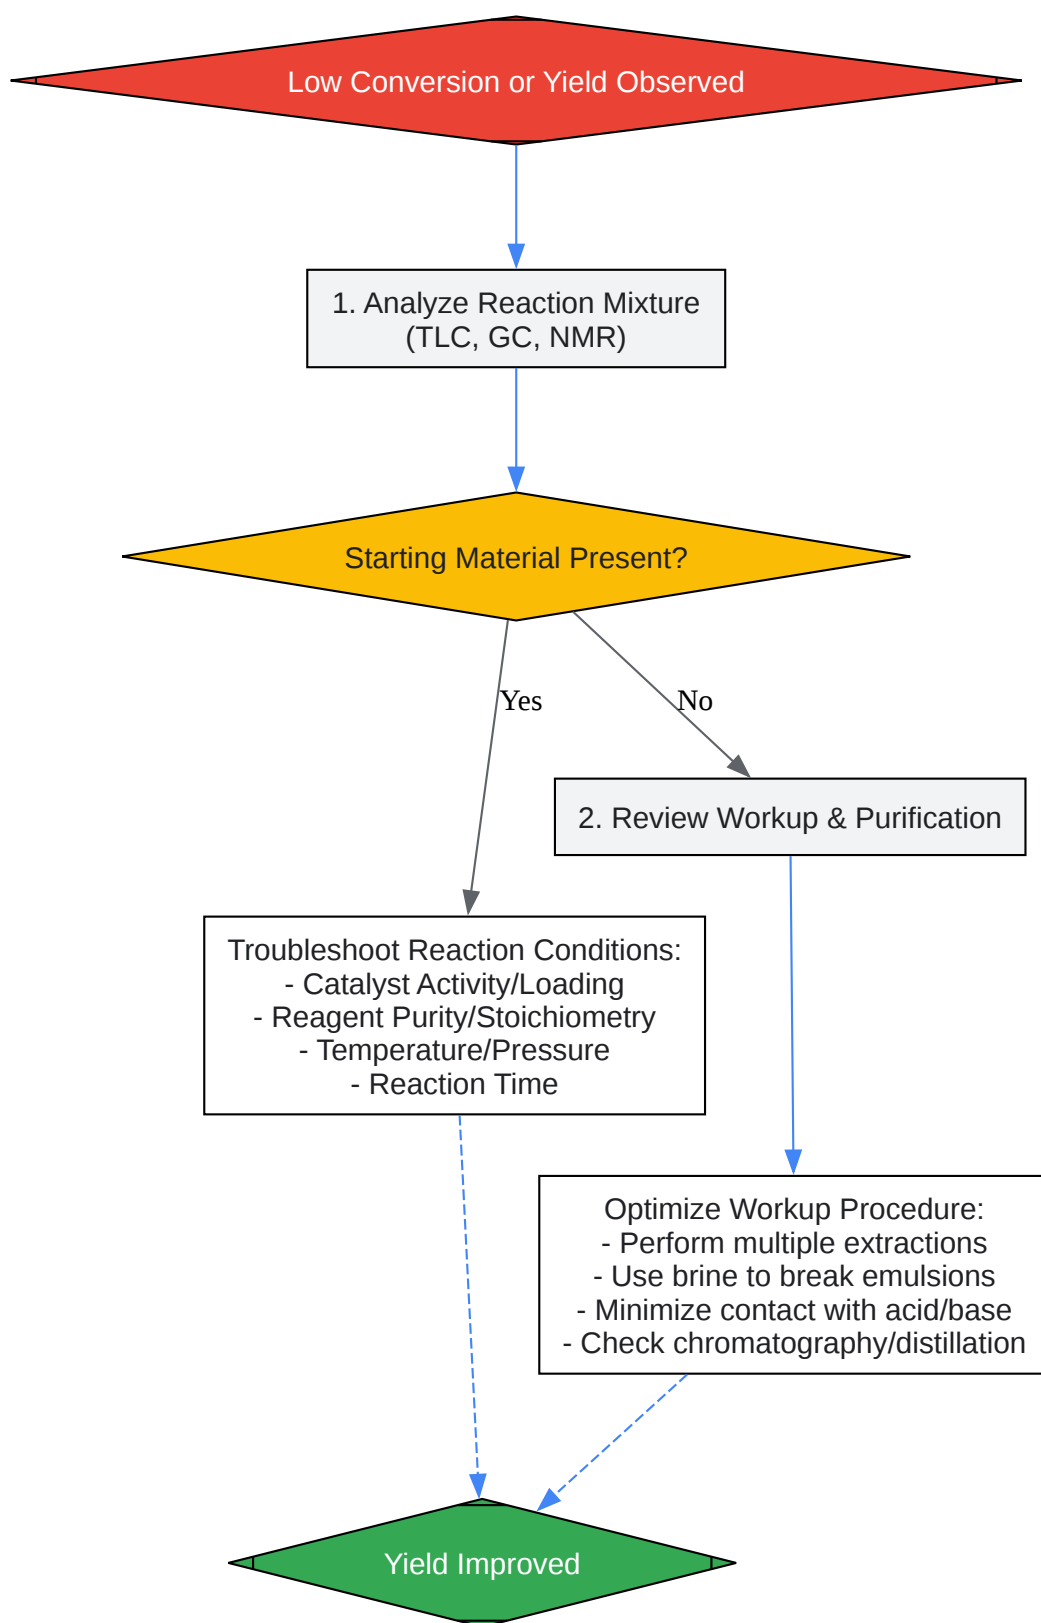 Low Conversion or Yield Observed
1. Analyze Reaction Mixture
(TLC, GC, NMR)
Starting Material Present?
Yes
No
2. Review Workup & Purification
Troubleshoot Reaction Conditions:
- Catalyst Activity/Loading
- Reagent Purity/Stoichiometry
- Temperature/Pressure
- Reaction Time
Optimize Workup Procedure:
- Perform multiple extractions
- Use brine to break emulsions
- Minimize contact with acid/base
- Check chromatography/distillation
Yield Improved